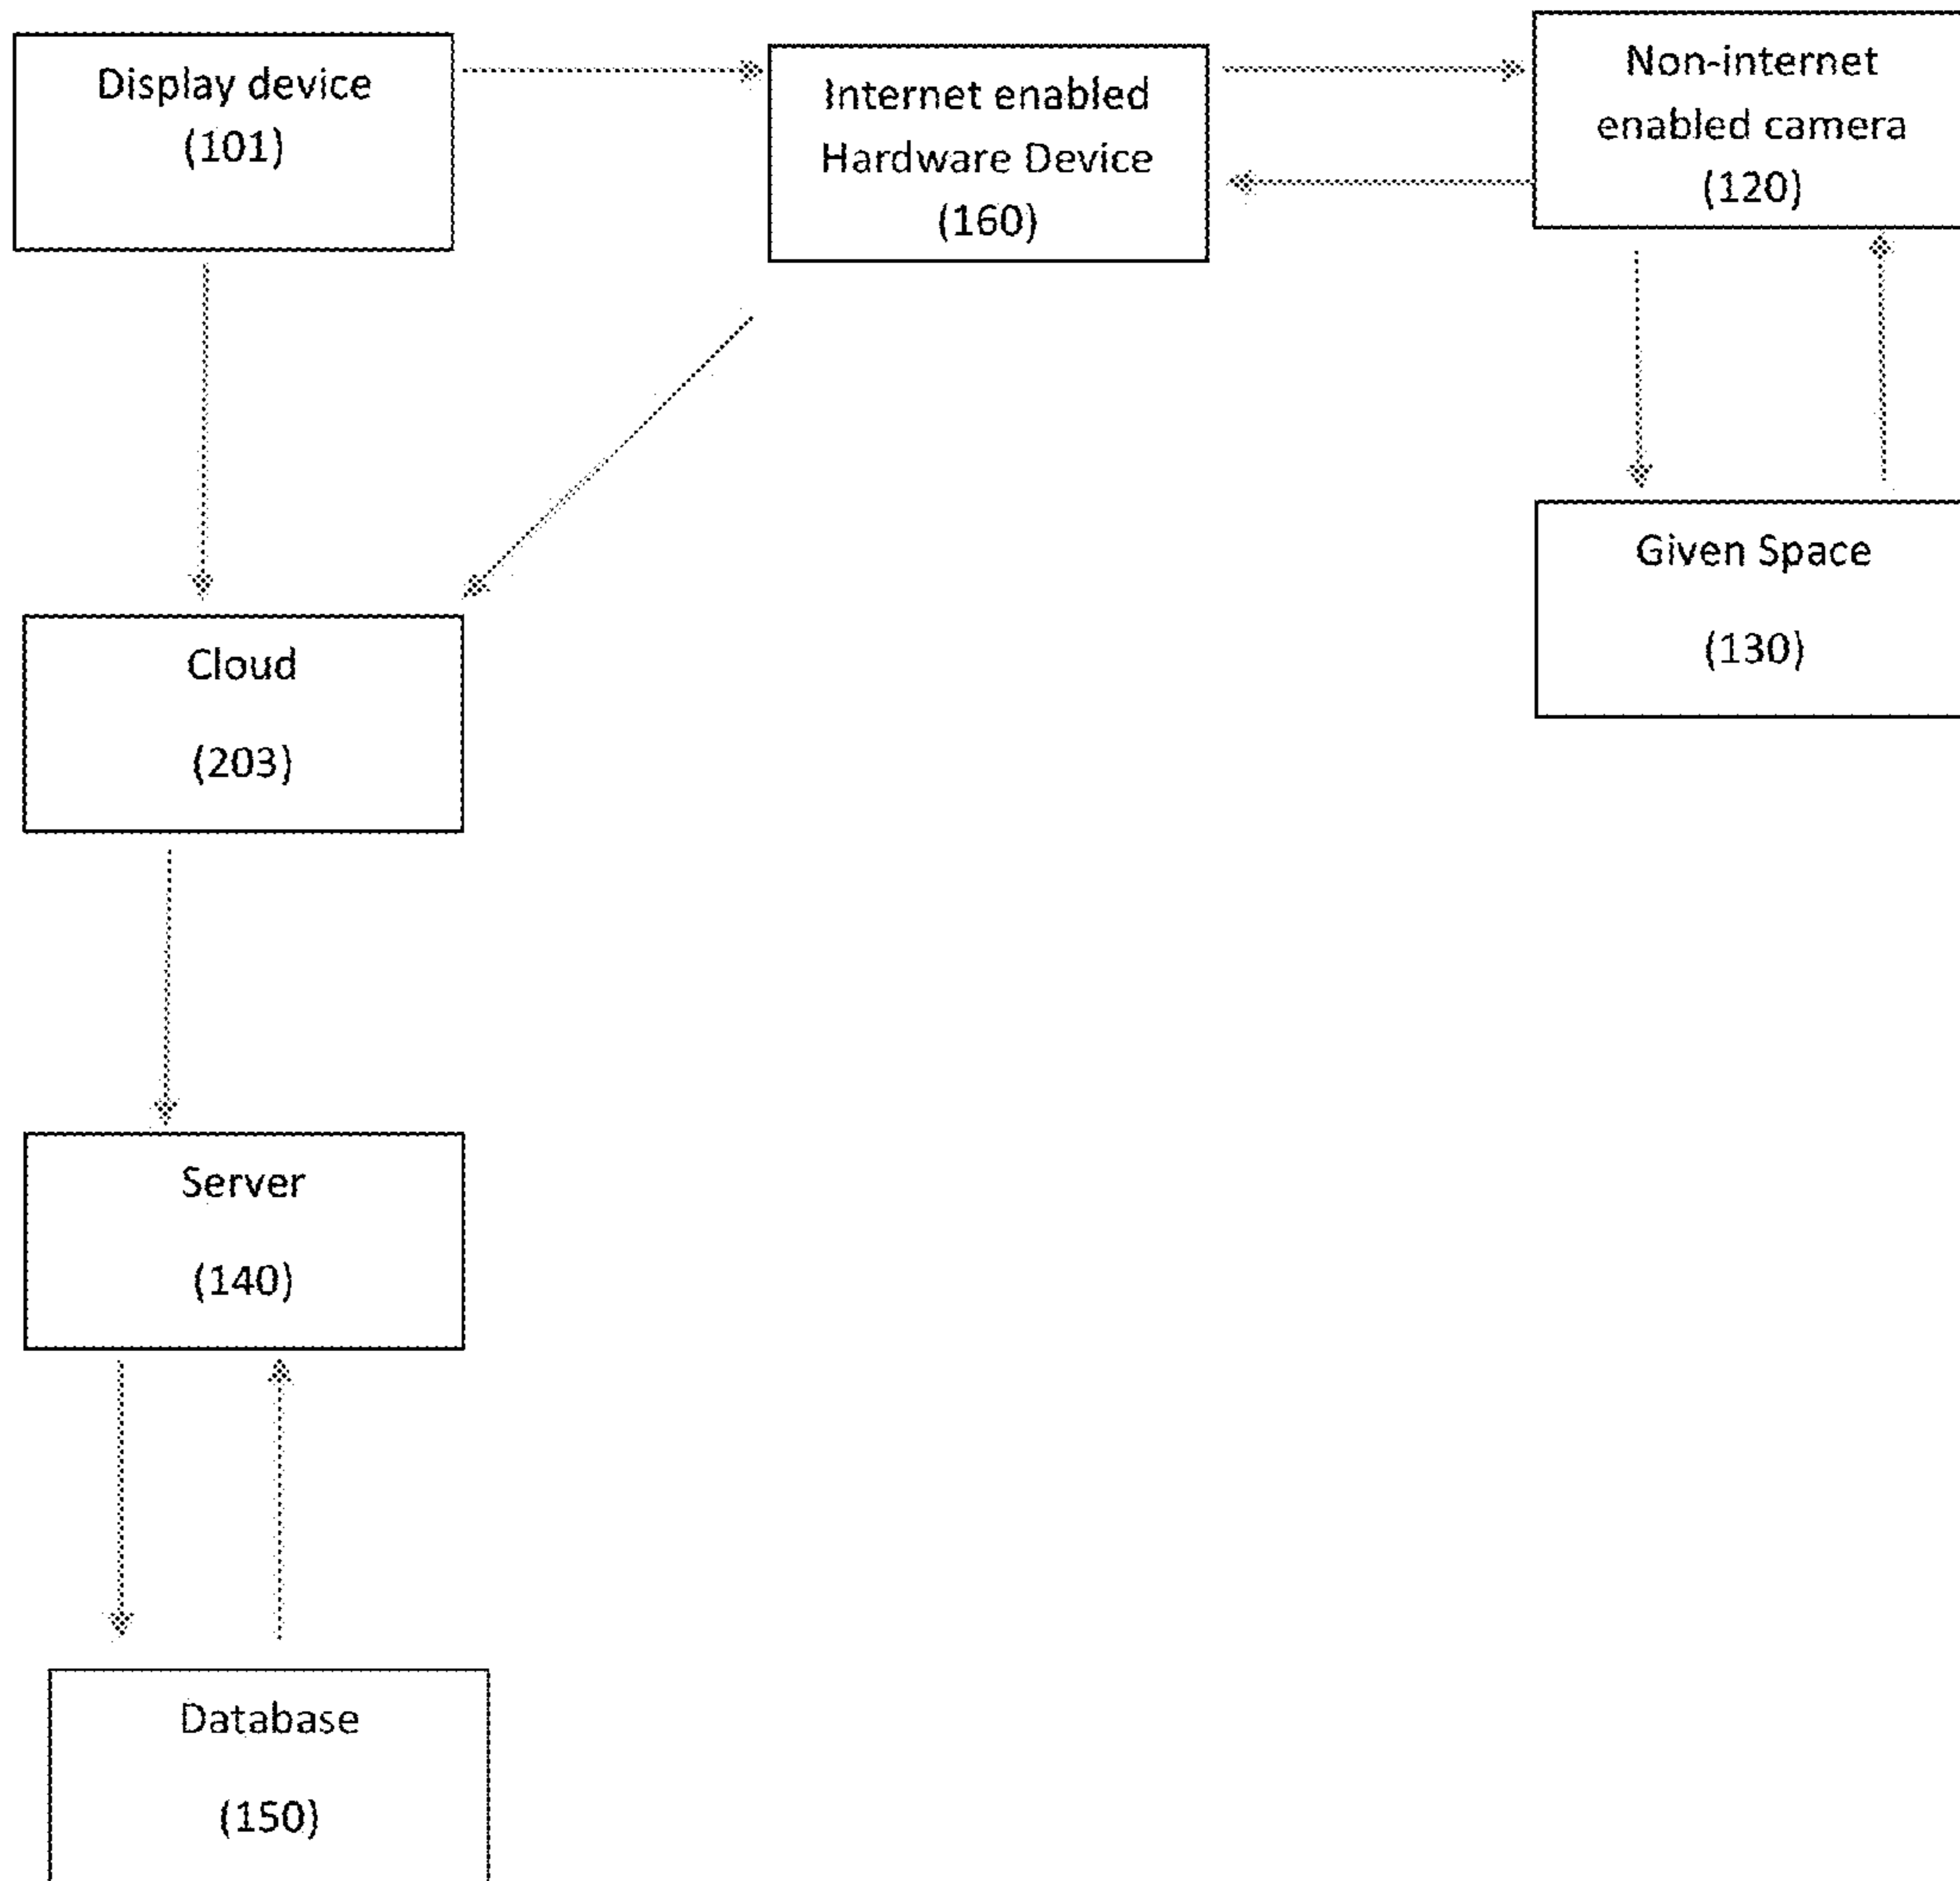 Display device
(101)
Internet enabled
Hardware Device
(160)
Non-internet
enabled camera
(120)
Given Space
(130)
Cloud
(203)
Server
(140)
Database
(150)